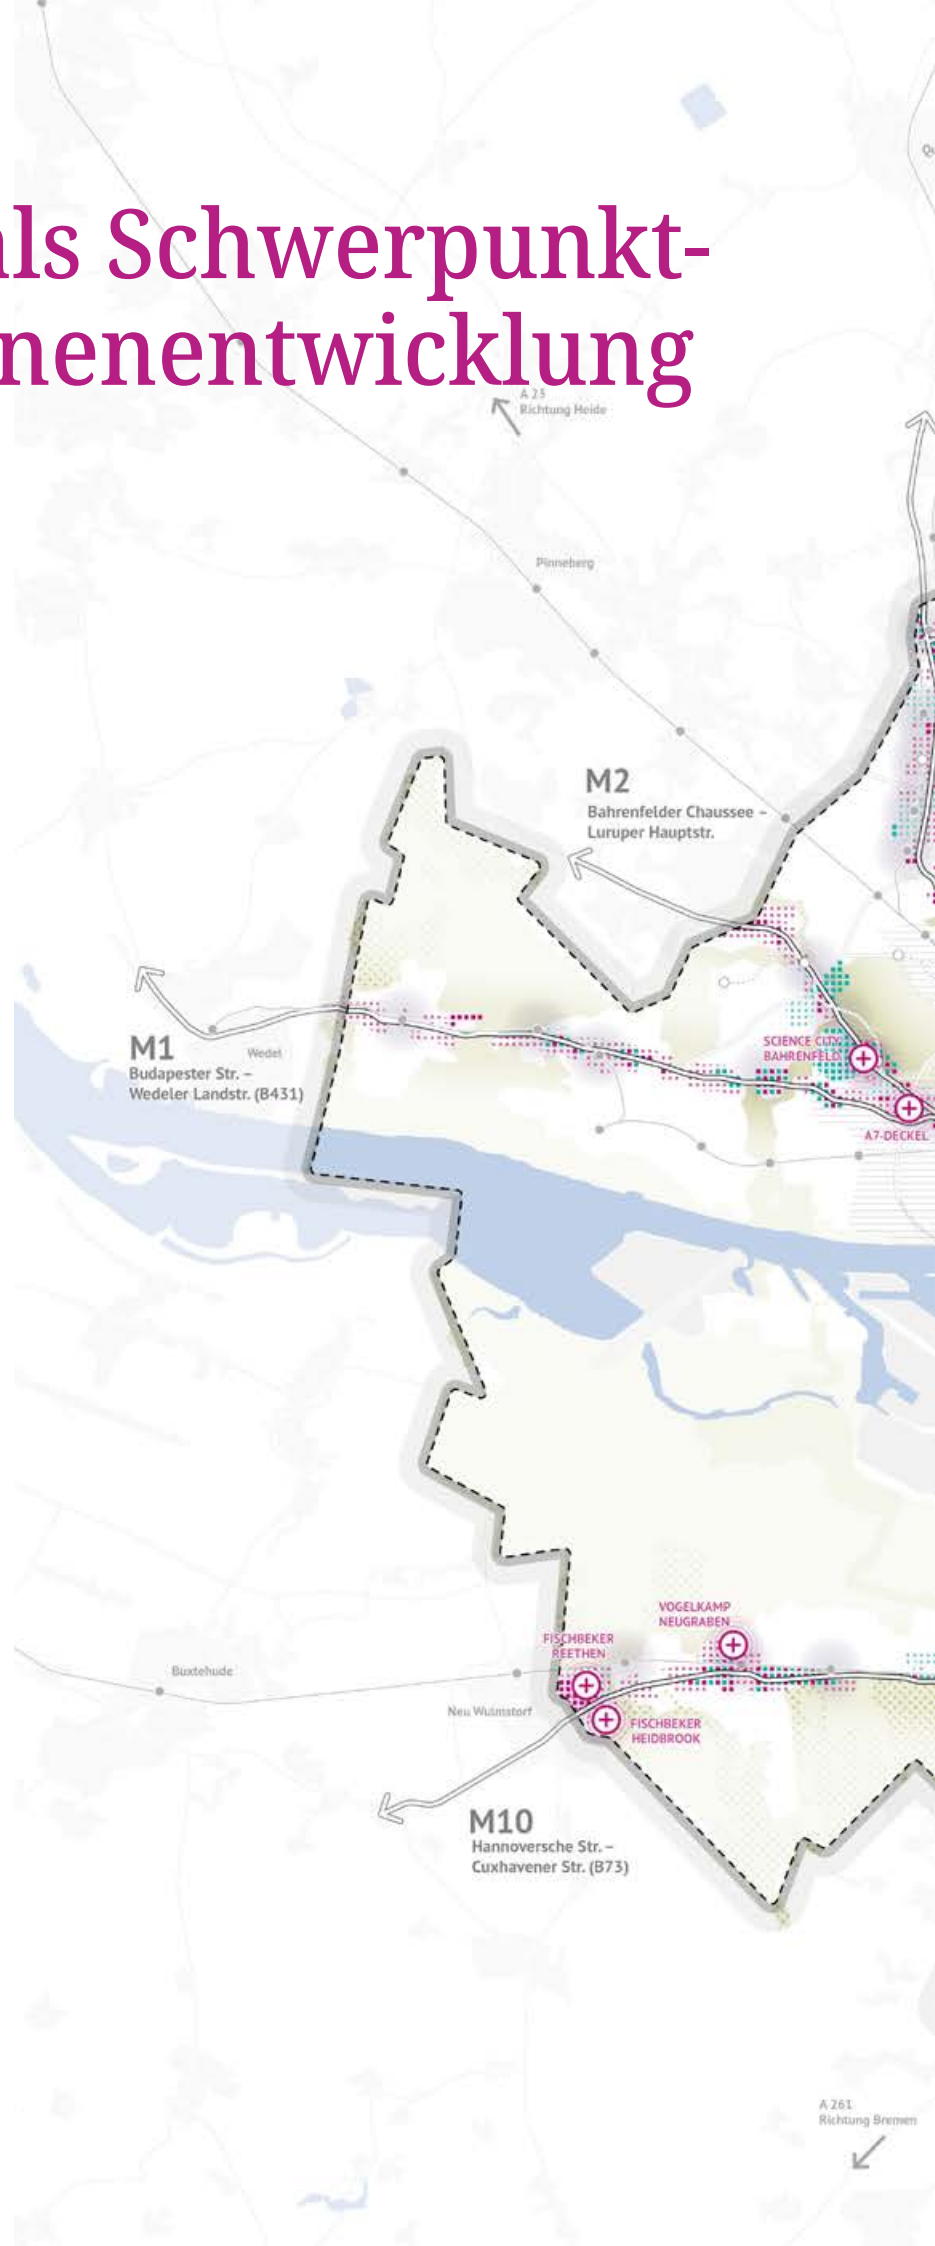 ls Schwerpunkt-
nenentwicklung
A 23
Richtung Heide
Pinneberg
M2
Bahrenfelder Chaussee –
Luruper Hauptstr.
M1
Budapester Str. –
Wedeler Landstr. (B431)
Wedel
SCIENCE CITY
BAHRENFELD
A7-DECKEL
VOGELKAMP
NEUGRABEN
FISCHBEKER
REETHEN
Buxtehude
Neu Wulmstorf
FISCHBEKER
HEIDBROOK
M10
Hannoversche Str. –
Cuxhavener Str. (B73)
A 261
Richtung Bremen